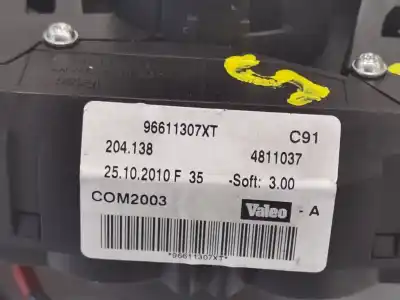 96611307XT C91
204.138 4811037
25.10.2010 F 35 -Soft: 3.00
COM2003 Valeo - A
*96611307XT*